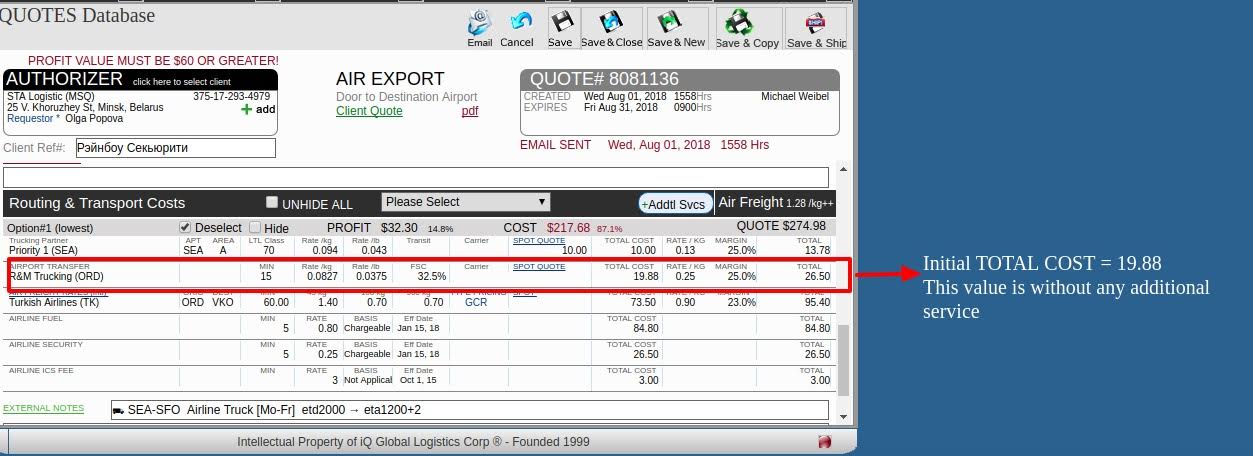 QUOTES Database
Email Cancel Save Save & Close Save & New Save & Copy Save & Ship
PROFIT VALUE MUST BE $60 OR GREATER!
AUTHORIZER click here to select client
STA Logistic (MSQ) 375-17-293-4979
25 V. Khoruzhey St, Minsk, Belarus
add
Requestor * Olga Popova
Client Ref#: Рэйнбоу Секьюрити
AIR EXPORT
Door to Destination Airport
Client Quote pdf
QUOTE# 8081136
CREATED Wed Aug 01, 2018 1558Hrs Michael Weibel
EXPIRES Fri Aug 31, 2018 0900Hrs
EMAIL SENT Wed, Aug 01, 2018 1558 Hrs
Routing & Transport Costs UNHIDE ALL Please Select +Addtl Svcs Air Freight 1.28 /kg++
Option#1 (lowest) Deselect Hide PROFIT $32.30 14.8% COST $217.68 87.1% QUOTE $274.98
Trucking Partner APT AREA LTL Class Rate /kg Rate /lb Transit Carrier SPOT QUOTE TOTAL COST RATE / KG MARGIN TOTAL
Priority 1 (SEA) SEA A 70 0.094 0.043 10.00 10.00 0.13 25.0% 13.78
AIRPORT TRANSFER MIN Rate /kg Rate /lb FSC Carrier SPOT QUOTE TOTAL COST RATE / KG MARGIN TOTAL
R&M Trucking (ORD) 15 0.0827 0.0375 32.5% 19.88 0.25 25.0% 26.50
Turkish Airlines (TK) ORD VKO 60.00 1.40 0.70 0.70 GCR 73.50 0.90 23.0% 95.40
AIRLINE FUEL MIN RATE BASIS Eff Date TOTAL COST TOTAL
5 0.80 Chargeable Jan 15, 18 84.80 84.80
AIRLINE SECURITY MIN RATE BASIS Eff Date TOTAL COST TOTAL
5 0.25 Chargeable Jan 15, 18 26.50 26.50
AIRLINE ICS FEE MIN RATE BASIS Eff Date TOTAL COST TOTAL
3 Not Applical Oct 1, 15 3.00 3.00
EXTERNAL NOTES SEA-SFO Airline Truck [Mo-Fr] etd2000 → eta1200+2
Intellectual Property of iQ Global Logistics Corp ® - Founded 1999
Initial TOTAL COST = 19.88
This value is without any additional
service